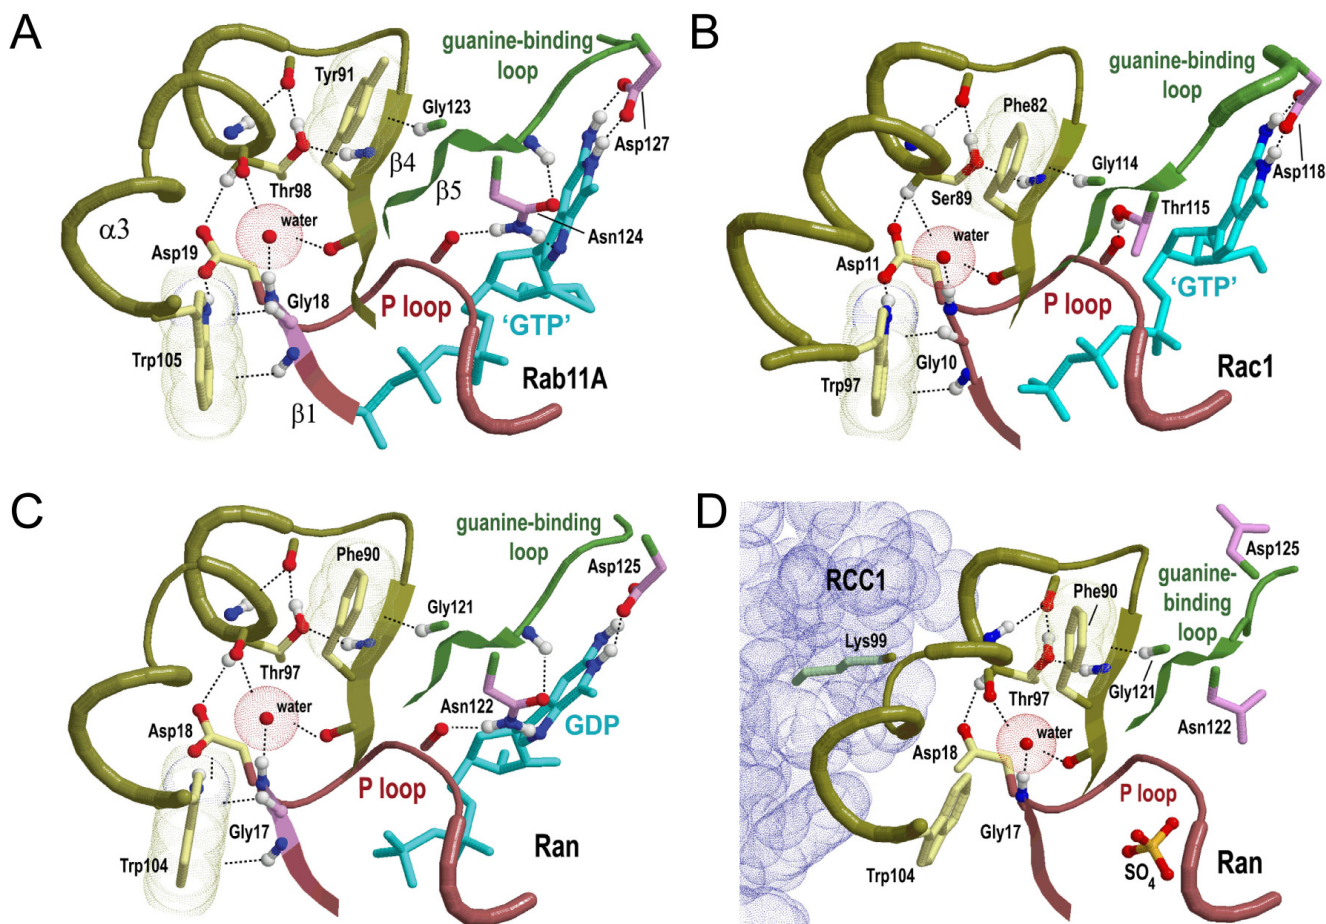 A
guanine-binding
loop
Tyr91
Gly123
β4
Asp127
β5
Thr98
α3
water
Asn124
Asp19
P loop
Gly18
‘GTP’
Trp105
Rab11A
β1
B
guanine-binding
loop
Phe82
Gly114
Asp118
Ser89
Thr115
water
Asp11
P loop
‘GTP’
Gly10
Rac1
Trp97
C
guanine-binding
loop
Phe90
Asp125
Gly121
Thr97
water
Asn122
Asp18
GDP
P loop
Gly17
Ran
Trp104
D
Asp125
RCC1
Phe90
guanine-
binding
loop
Lys99
Thr97
Gly121
Asn122
water
Asp18
P loop
Gly17
Trp104
SO4
Ran